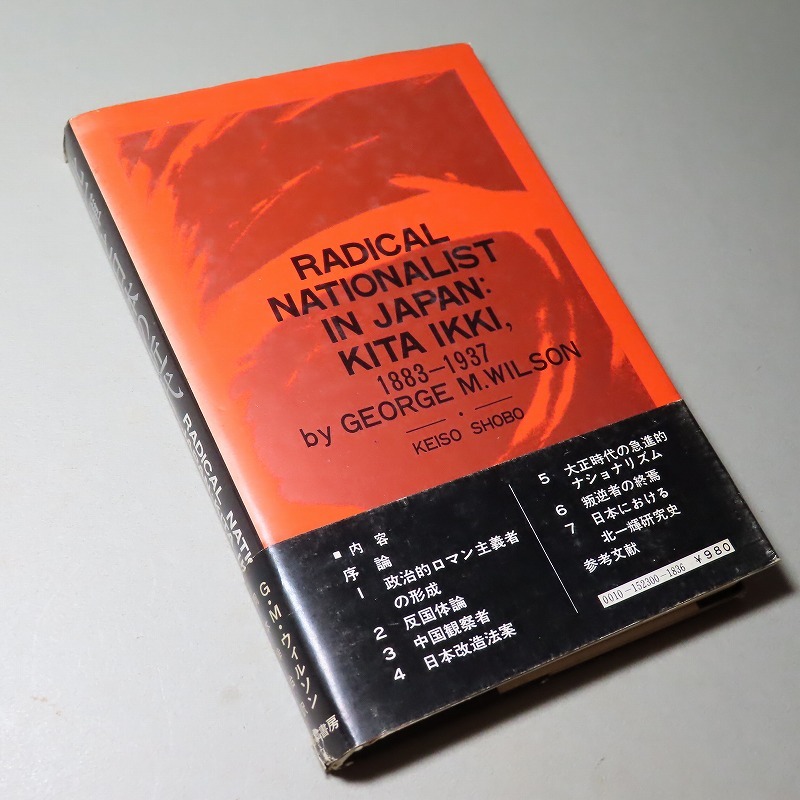 RADICAL
NATIONALIST
IN JAPAN:
KITA IKKI,
1883–1937
by GEORGE M. WILSON
KEISO SHOBO
■内容
序論
1 政治的ロマン主義者
の形成
2 反国体論
3 中国観察者
4 日本改造法案
5 大正時代の急進的
ナショナリズム
6 叛逆者の終焉
7 日本における
北一輝研究史
参考文献
0010-152300-1836 ¥980
RADICAL NATI
G・M・ウィルソン
書房